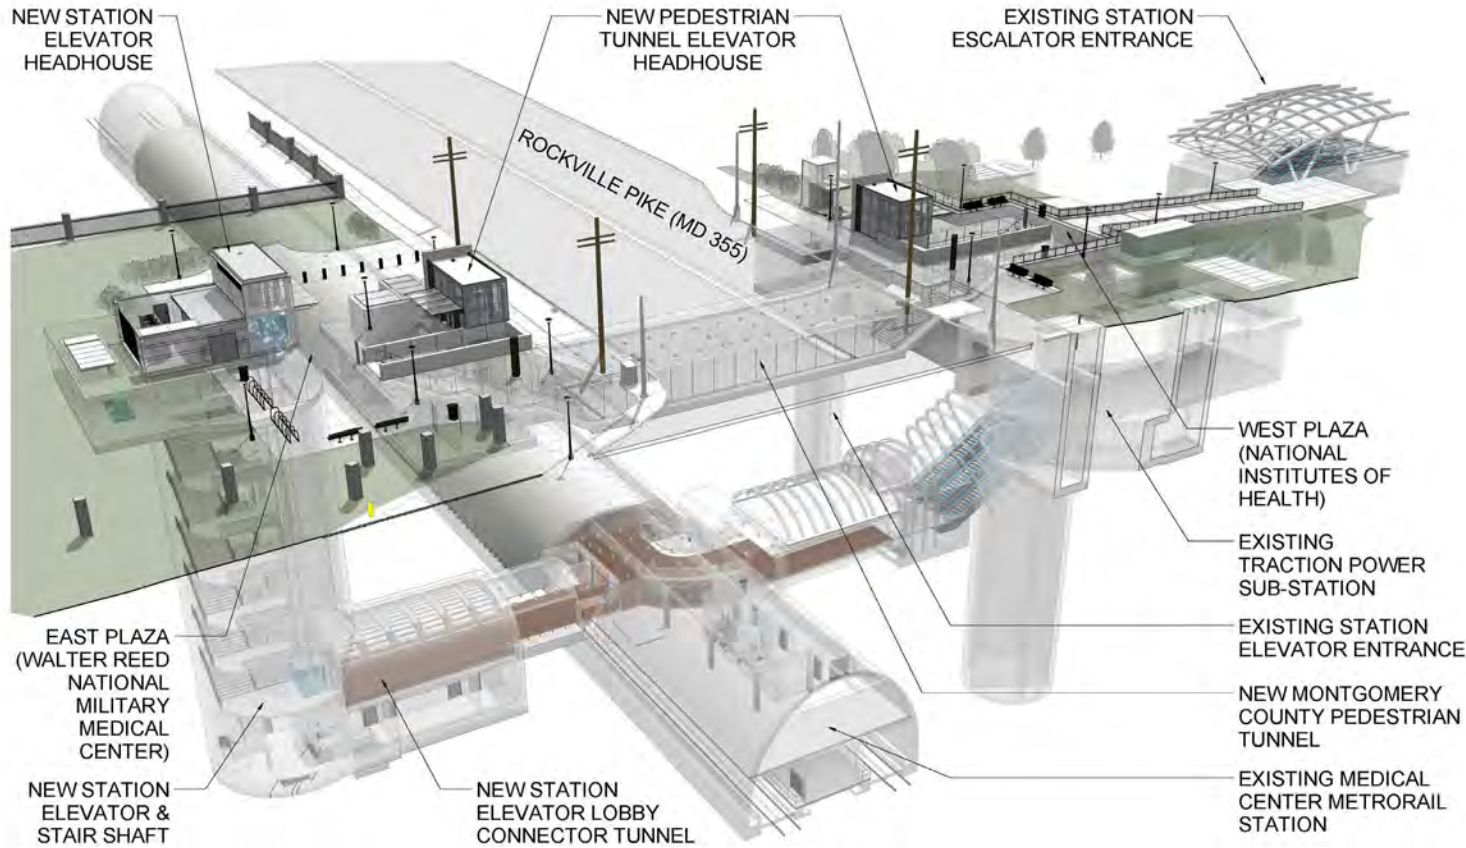 NEW STATION
ELEVATOR
HEADHOUSE
NEW PEDESTRIAN
TUNNEL ELEVATOR
HEADHOUSE
EXISTING STATION
ESCALATOR ENTRANCE
ROCKVILLE PIKE (MD 355)
WEST PLAZA
(NATIONAL
INSTITUTES OF
HEALTH)
EXISTING
TRACTION POWER
SUB-STATION
EXISTING STATION
ELEVATOR ENTRANCE
NEW MONTGOMERY
COUNTY PEDESTRIAN
TUNNEL
EXISTING MEDICAL
CENTER METRORAIL
STATION
EAST PLAZA
(WALTER REED
NATIONAL
MILITARY
MEDICAL
CENTER)
NEW STATION
ELEVATOR &
STAIR SHAFT
NEW STATION
ELEVATOR LOBBY
CONNECTOR TUNNEL